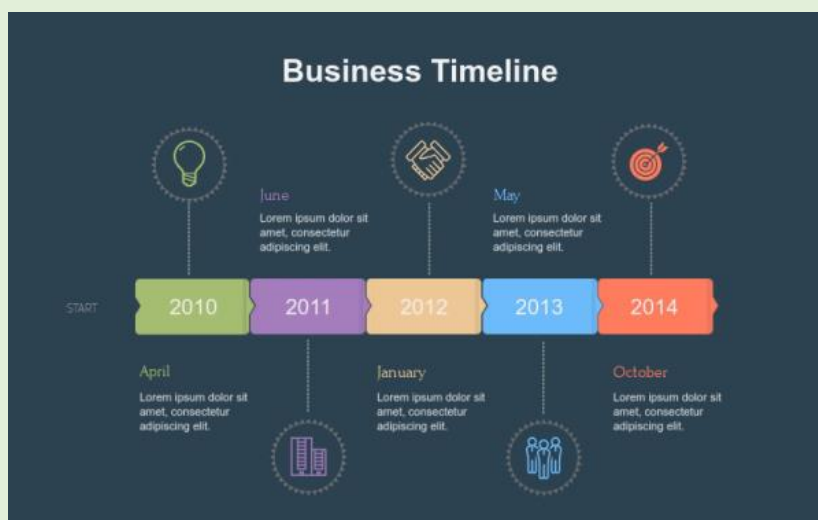 Business Timeline
June
Lorem ipsum dolor sit
amet, consectetur
adipiscing elit.
May
Lorem ipsum dolor sit
amet, consectetur
adipiscing elit.
START
2010
2011
2012
2013
2014
April
Lorem ipsum dolor sit
amet, consectetur
adipiscing elit.
January
Lorem ipsum dolor sit
amet, consectetur
adipiscing elit.
October
Lorem ipsum dolor sit
amet, consectetur
adipiscing elit.